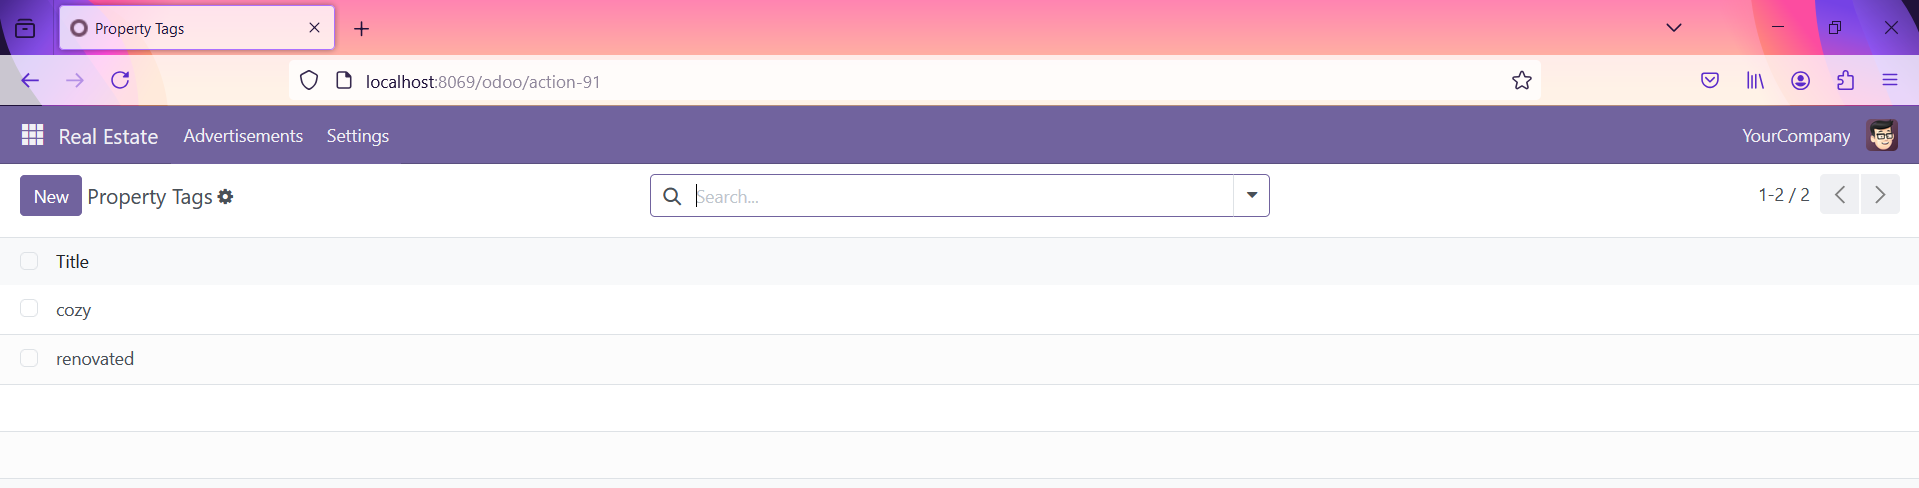 Property Tags
localhost:8069/odoo/action-91
Real Estate Advertisements Settings YourCompany
New Property Tags Search... 1-2 / 2
Title
cozy
renovated